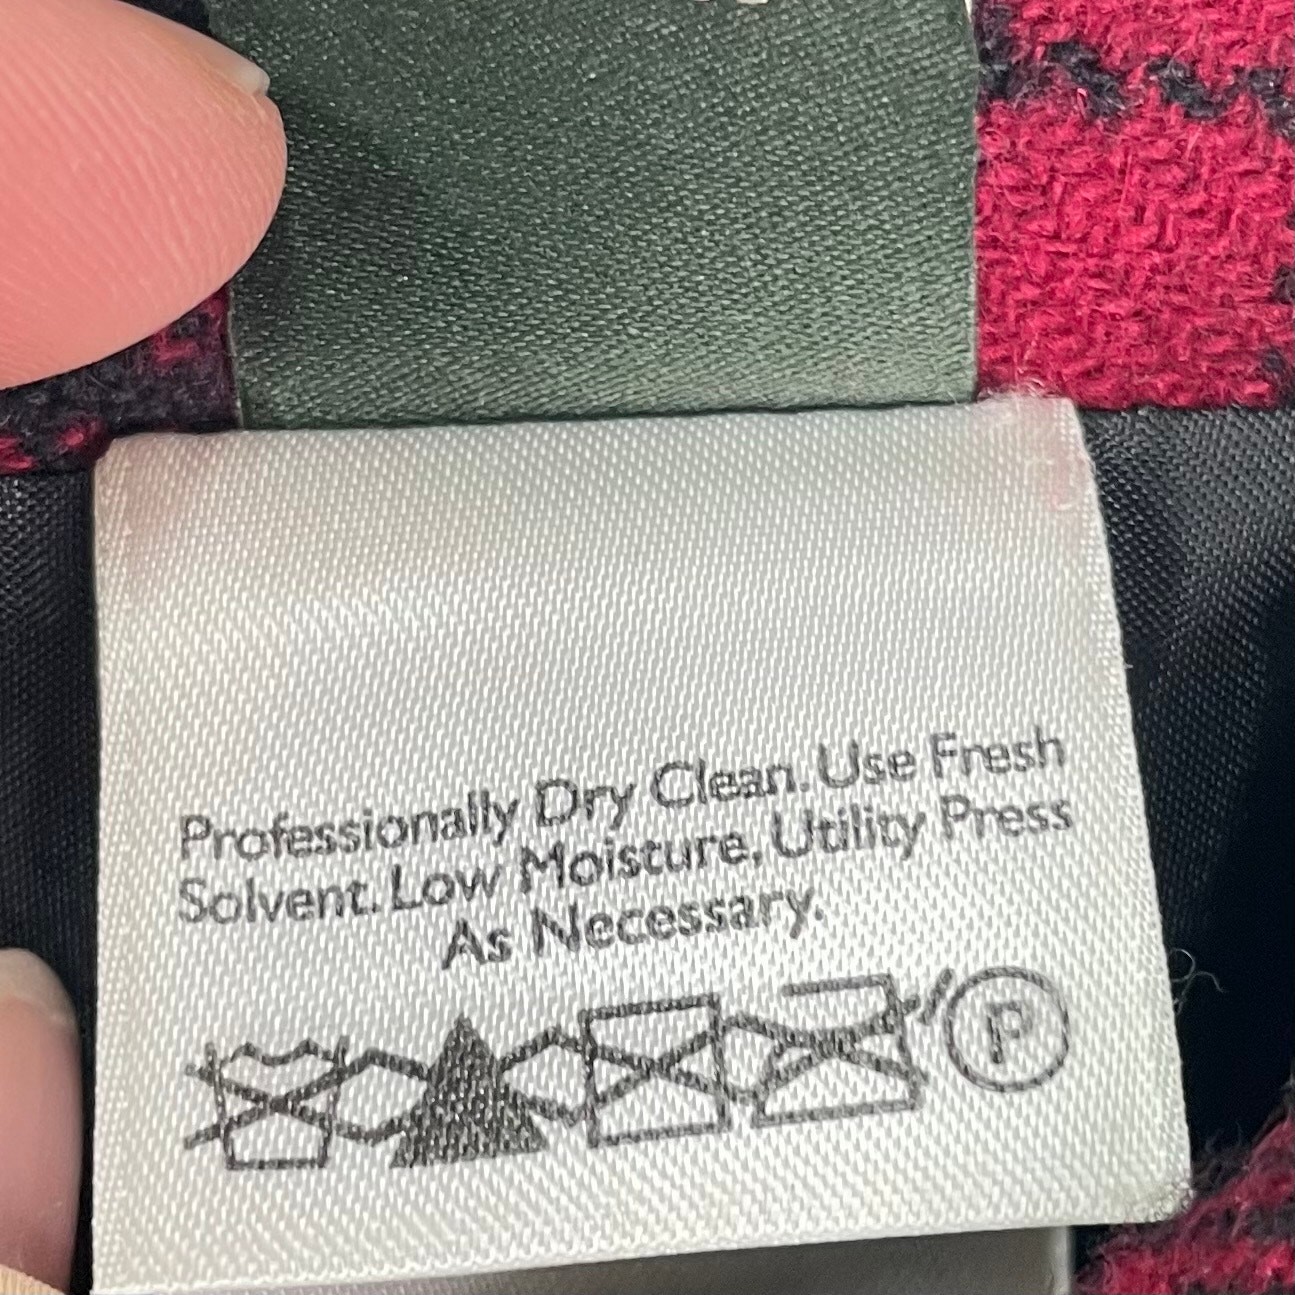 Professionally Dry Clean. Use Fresh
Solvent. Low Moisture, Utility Press
As Necessary.
P